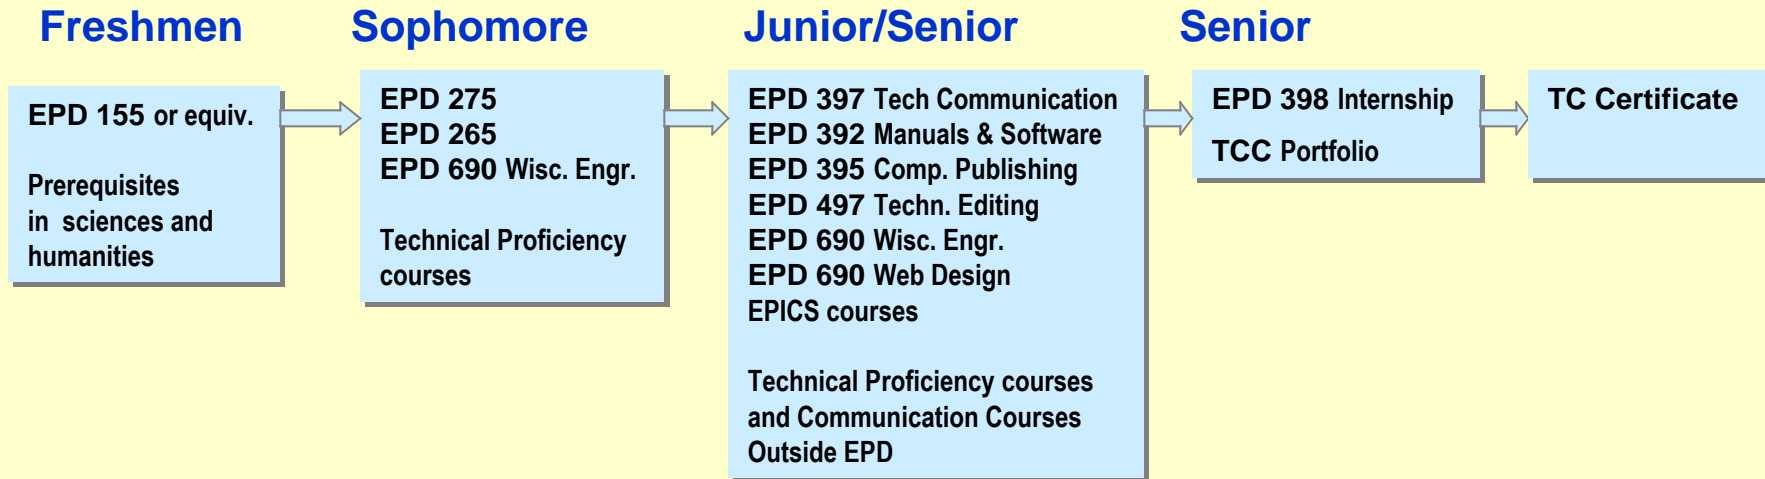 Freshmen
Sophomore
Junior/Senior
Senior
EPD 155 or equiv.
Prerequisites
in sciences and
humanities
EPD 275
EPD 265
EPD 690 Wisc. Engr.
Technical Proficiency
courses
EPD 397 Tech Communication
EPD 392 Manuals & Software
EPD 395 Comp. Publishing
EPD 497 Techn. Editing
EPD 690 Wisc. Engr.
EPD 690 Web Design
EPICS courses
Technical Proficiency courses
and Communication Courses
Outside EPD
EPD 398 Internship
TCC Portfolio
TC Certificate